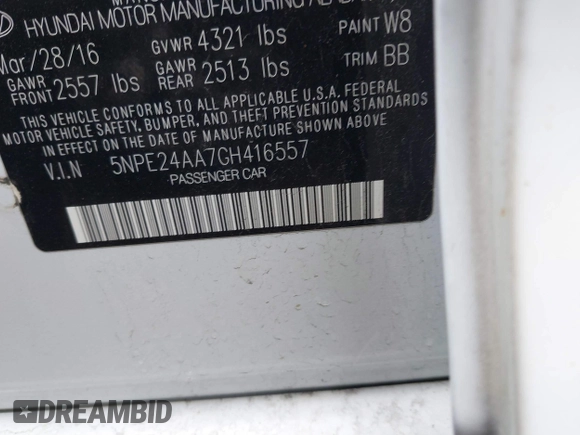 HYUNDAI MOTOR MANUFACTURING
Mar/28/16 GVWR 4321 lbs PAINT W8
GAWR FRONT 2557 lbs GAWR REAR 2513 lbs TRIM BB
THIS VEHICLE CONFORMS TO ALL APPLICABLE U.S.A. FEDERAL
MOTOR VEHICLE SAFETY, BUMPER, AND THEFT PREVENTION STANDARDS
IN EFFECT ON THE DATE OF MANUFACTURE SHOWN ABOVE.
V.I.N 5NPE24AA7GH416557
PASSENGER CAR
DREAMBID